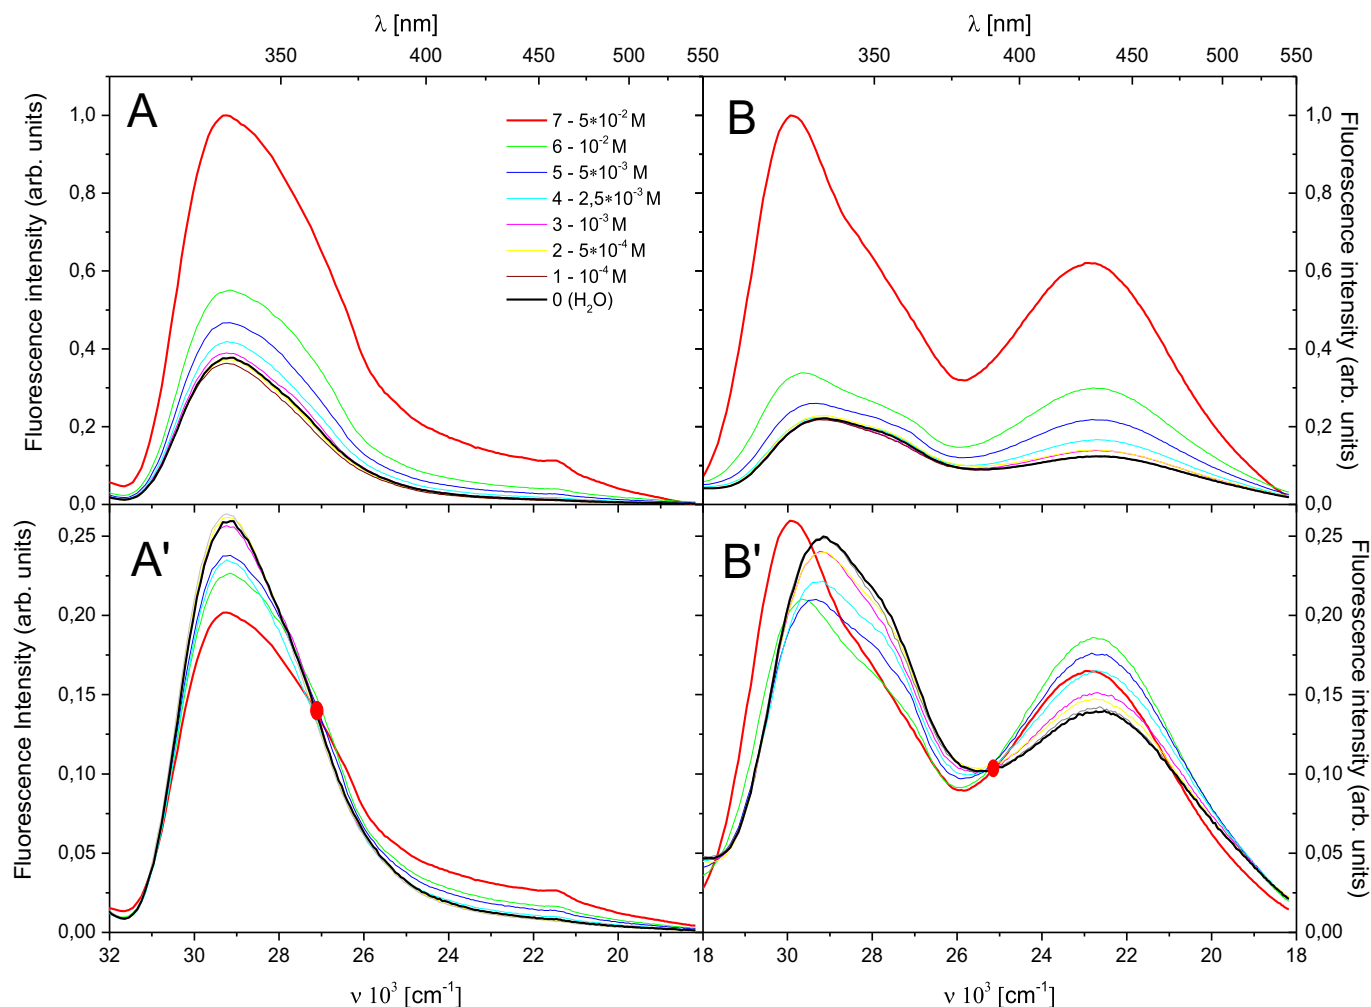 λ [nm]
λ [nm]
350 400 450 500 550 350 400 450 500 550
A
B
7 - 5*10⁻² M
6 - 10⁻² M
5 - 5*10⁻³ M
4 - 2,5*10⁻³ M
3 - 10⁻³ M
2 - 5*10⁻⁴ M
1 - 10⁻⁴ M
0 (H₂O)
Fluorescence intensity (arb. units)
1,0
0,8
0,6
0,4
0,2
0,0
1,0
0,8
0,6
0,4
0,2
0,0
Fluorescence intensity (arb. units)
A'
B'
Fluorescence Intensity (arb. units)
0,25
0,20
0,15
0,10
0,05
0,00
0,25
0,20
0,15
0,10
0,05
0,00
Fluorescence intensity (arb. units)
32 30 28 26 24 22 20 18 30 28 26 24 22 20 18
ν 10³ [cm⁻¹]
ν 10³ [cm⁻¹]